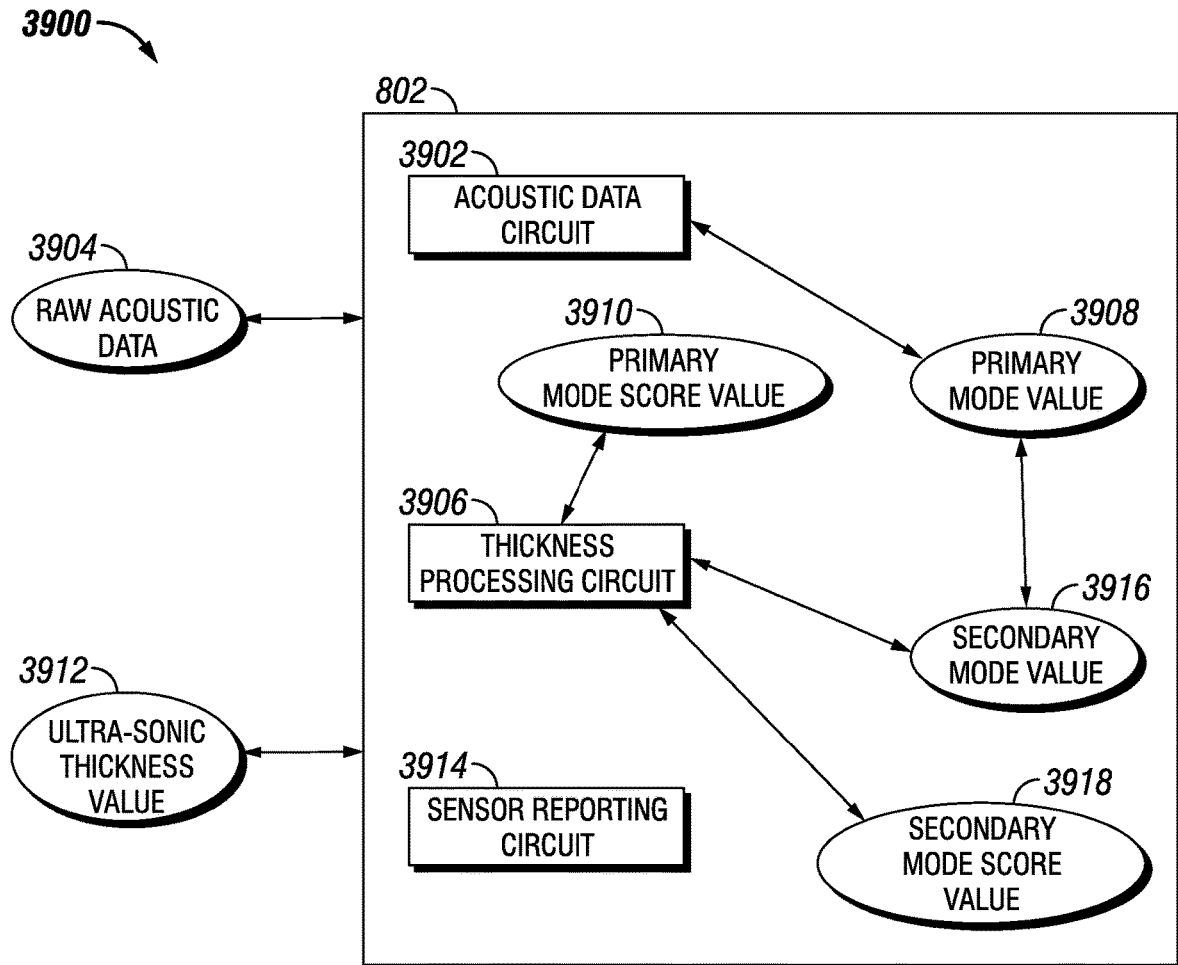 3900
802
3902
ACOUSTIC DATA
CIRCUIT
3904
RAW ACOUSTIC
DATA
3910
PRIMARY
MODE SCORE VALUE
3908
PRIMARY
MODE VALUE
3906
THICKNESS
PROCESSING CIRCUIT
3916
SECONDARY
MODE VALUE
3912
ULTRA-SONIC
THICKNESS
VALUE
3914
SENSOR REPORTING
CIRCUIT
3918
SECONDARY
MODE SCORE
VALUE